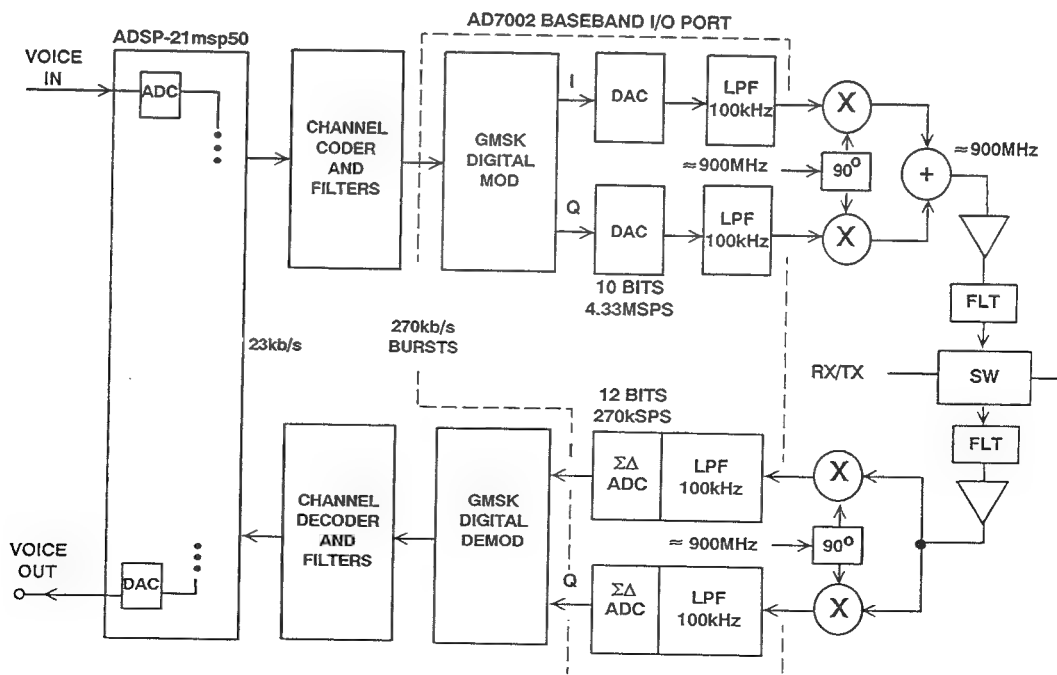 AD7002 BASEBAND I/O PORT
ADSP-21msp50
VOICE
IN
ADC
CHANNEL
CODER
AND
FILTERS
GMSK
DIGITAL
MOD
I
DAC
LPF
100kHz
X
≈900MHz
90°
+
≈900MHz
Q
DAC
LPF
100kHz
X
10 BITS
4.33MSPS
FLT
23kb/s
270kb/s
BURSTS
RX/TX
SW
12 BITS
270kSPS
FLT
I
ΣΔ
ADC
LPF
100kHz
X
CHANNEL
DECODER
AND
FILTERS
GMSK
DIGITAL
DEMOD
≈900MHz
90°
VOICE
OUT
DAC
Q
ΣΔ
ADC
LPF
100kHz
X